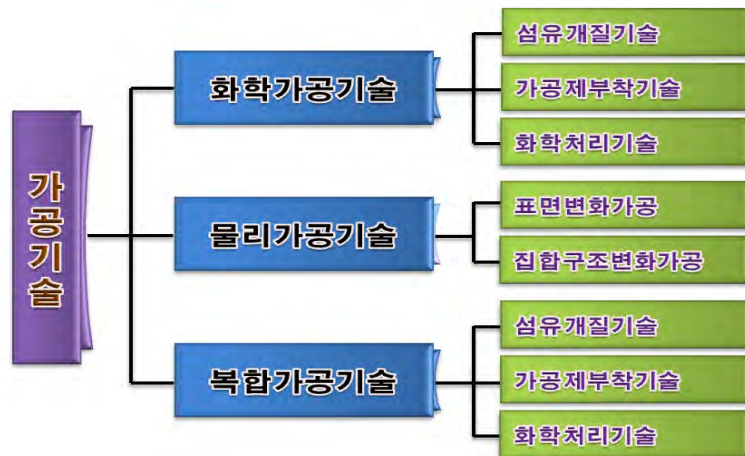 가공기술
화학가공기술
섬유개질기술
가공제부착기술
화학처리기술
물리가공기술
표면변화가공
집합구조변화가공
복합가공기술
섬유개질기술
가공제부착기술
화학처리기술